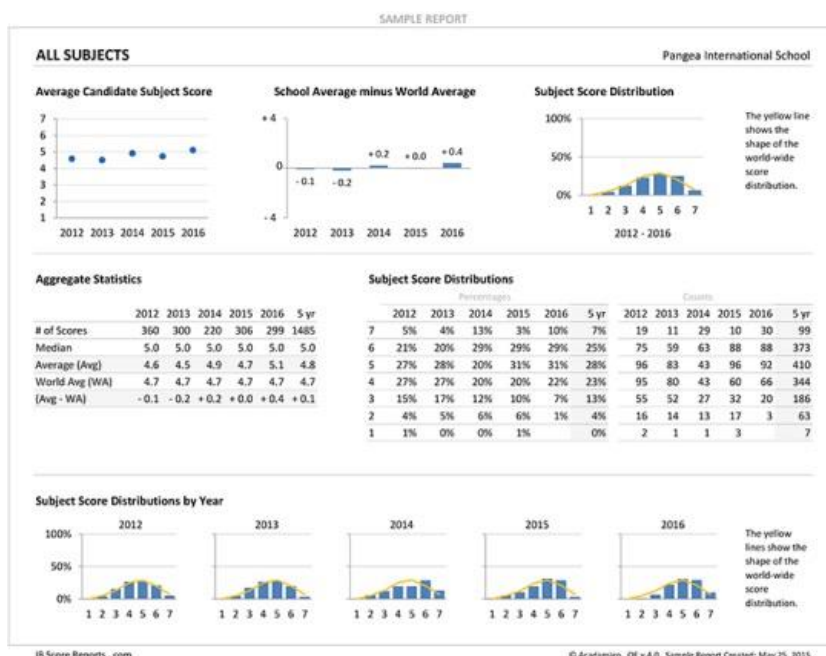 SAMPLE REPORT
ALL SUBJECTS
Pangea International School
Average Candidate Subject Score
7
6
5
4
3
2
1
2012 2013 2014 2015 2016
School Average minus World Average
+ 4
0
- 4
- 0.1 - 0.2 + 0.2 + 0.0 + 0.4
2012 2013 2014 2015 2016
Subject Score Distribution
100%
50%
0%
1 2 3 4 5 6 7
2012 - 2016
The yellow line
shows the
shape of the
world-wide
score
distribution.
Aggregate Statistics
2012 2013 2014 2015 2016 5 yr
# of Scores 360 300 220 306 299 1485
Median 5.0 5.0 5.0 5.0 5.0 5.0
Average (Avg) 4.6 4.5 4.9 4.7 5.1 4.8
World Avg (WA) 4.7 4.7 4.7 4.7 4.7 4.7
(Avg - WA) - 0.1 - 0.2 + 0.2 + 0.0 + 0.4 + 0.1
Subject Score Distributions
Percentages Counts
2012 2013 2014 2015 2016 5 yr 2012 2013 2014 2015 2016 5 yr
7 5% 4% 13% 3% 10% 7% 19 11 29 10 30 99
6 21% 20% 29% 29% 29% 25% 75 59 63 88 88 373
5 27% 28% 20% 31% 31% 28% 96 83 43 96 92 410
4 27% 27% 20% 20% 22% 23% 95 80 43 60 66 344
3 15% 17% 12% 10% 7% 13% 55 52 27 32 20 186
2 4% 5% 6% 6% 1% 4% 16 14 13 17 3 63
1 1% 0% 0% 1% 0% 2 1 1 3 7
Subject Score Distributions by Year
2012 2013 2014 2015 2016
100%
50%
0%
1 2 3 4 5 6 7 1 2 3 4 5 6 7 1 2 3 4 5 6 7 1 2 3 4 5 6 7 1 2 3 4 5 6 7
The yellow
lines show the
shape of the
world-wide
score
distribution.
IB Score Reports . com
Sample Report Created: May 25, 2015